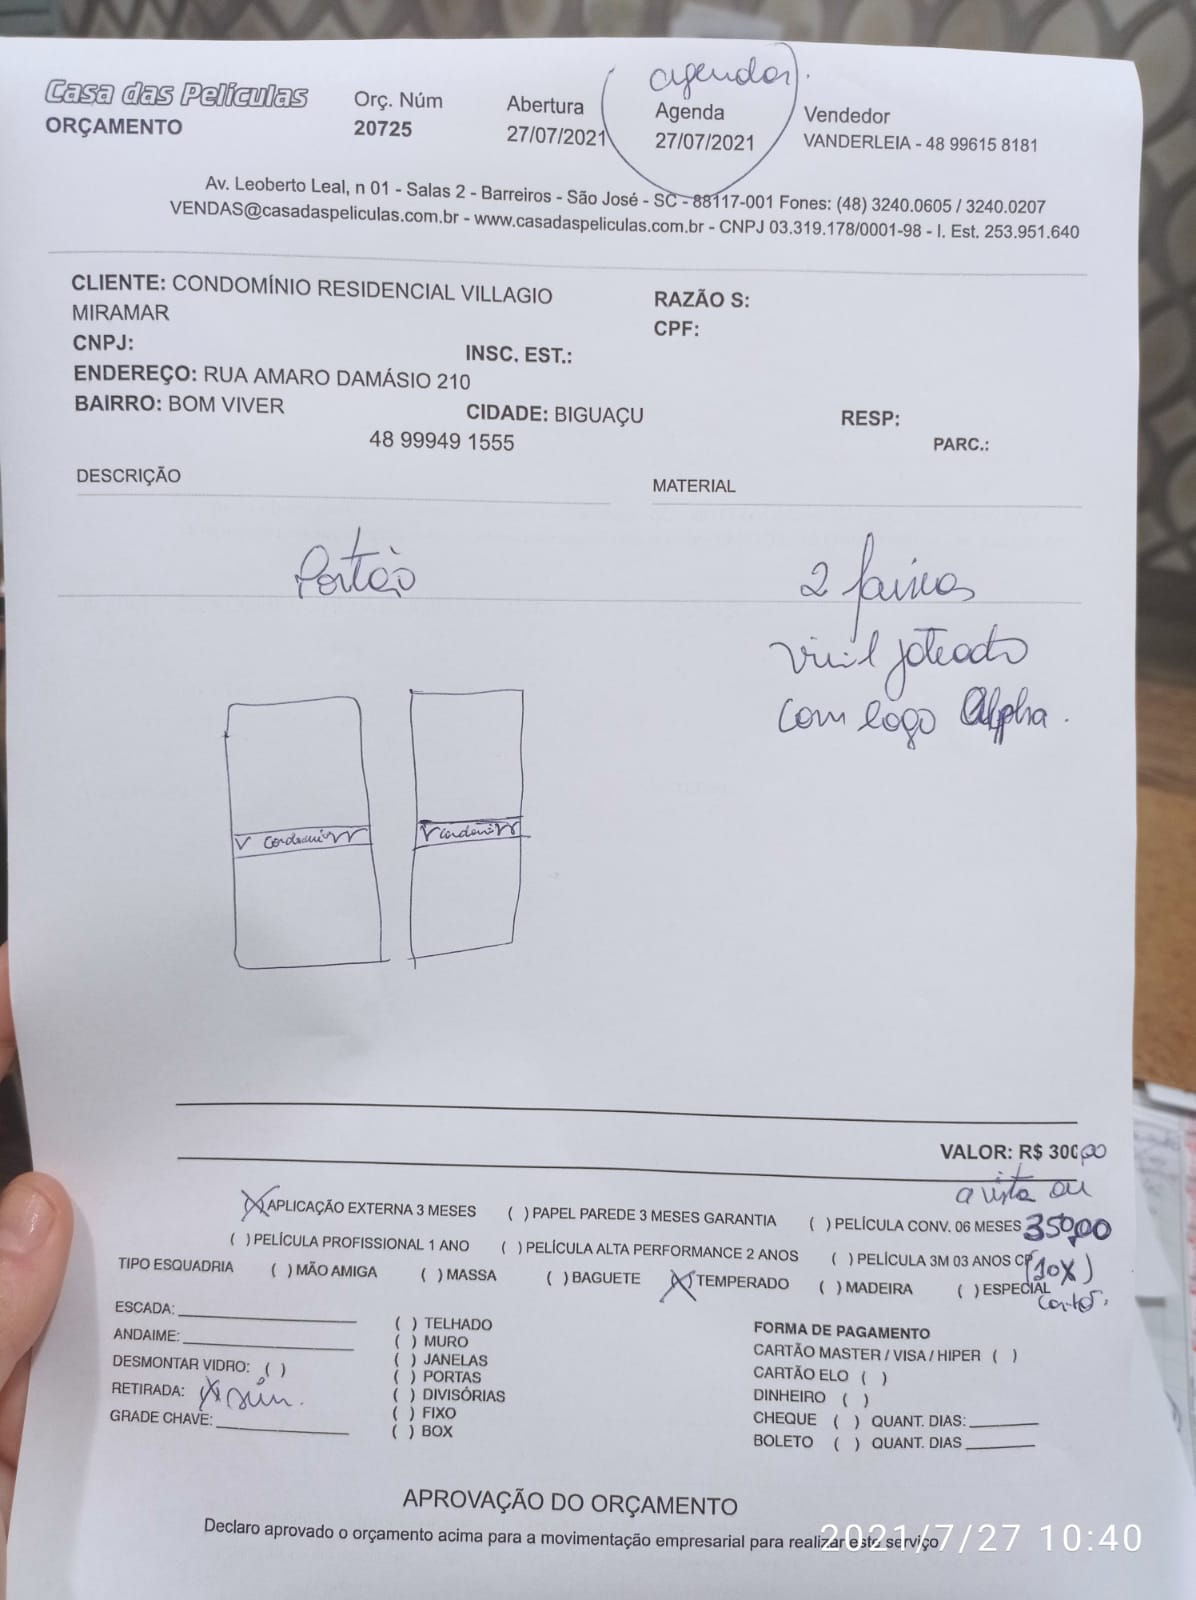 agendar.
Casa das Películas Orç. Núm Abertura Agenda Vendedor
ORÇAMENTO 20725 27/07/2021 27/07/2021 VANDERLEIA - 48 99615 8181
Av. Leoberto Leal, n 01 - Salas 2 - Barreiros - São José - SC - 88117-001 Fones: (48) 3240.0605 / 3240.0207
VENDAS@casadaspeliculas.com.br - www.casadaspeliculas.com.br - CNPJ 03.319.178/0001-98 - I. Est. 253.951.640
CLIENTE: CONDOMÍNIO RESIDENCIAL VILLAGIO RAZÃO S:
MIRAMAR CPF:
CNPJ: INSC. EST.:
ENDEREÇO: RUA AMARO DAMÁSIO 210
BAIRRO: BOM VIVER CIDADE: BIGUAÇU RESP:
48 99949 1555 PARC.:
DESCRIÇÃO MATERIAL
Portão 2 faixas
vinil jateado
com logo Alpha.
VALOR: R$ 300,00
a vista ou
(X) APLICAÇÃO EXTERNA 3 MESES ( ) PAPEL PAREDE 3 MESES GARANTIA ( ) PELÍCULA CONV. 06 MESES 350,00
( ) PELÍCULA PROFISSIONAL 1 ANO ( ) PELÍCULA ALTA PERFORMANCE 2 ANOS ( ) PELÍCULA 3M 03 ANOS (10X)
TIPO ESQUADRIA ( ) MÃO AMIGA ( ) MASSA ( ) BAGUETE (X) TEMPERADO ( ) MADEIRA ( ) ESPECIAL
ESCADA: ( ) TELHADO
ANDAIME: ( ) MURO FORMA DE PAGAMENTO
DESMONTAR VIDRO: ( ) ( ) JANELAS CARTÃO MASTER / VISA / HIPER ( )
RETIRADA: (X) sim. ( ) PORTAS CARTÃO ELO ( )
GRADE CHAVE: ( ) DIVISÓRIAS DINHEIRO ( )
( ) FIXO CHEQUE ( ) QUANT. DIAS:
( ) BOX BOLETO ( ) QUANT. DIAS
APROVAÇÃO DO ORÇAMENTO
Declaro aprovado o orçamento acima para a movimentação empresarial para realizar este serviço
2021/7/27 10:40